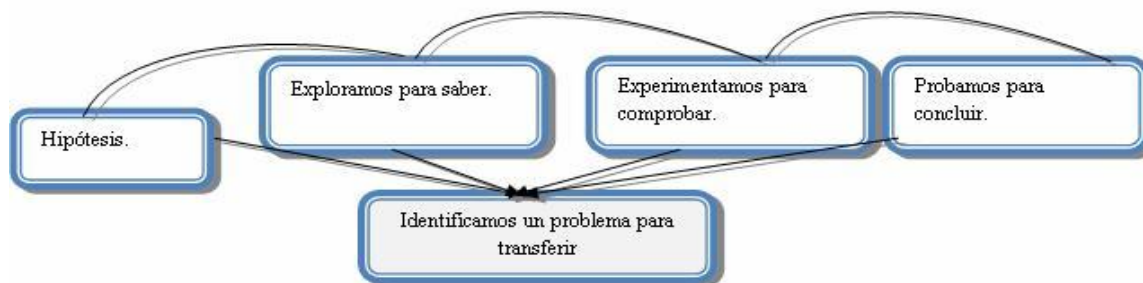 Hipótesis.
Exploramos para saber.
Experimentamos para
comprobar.
Probamos para
concluir.
Identificamos un problema para
transferir